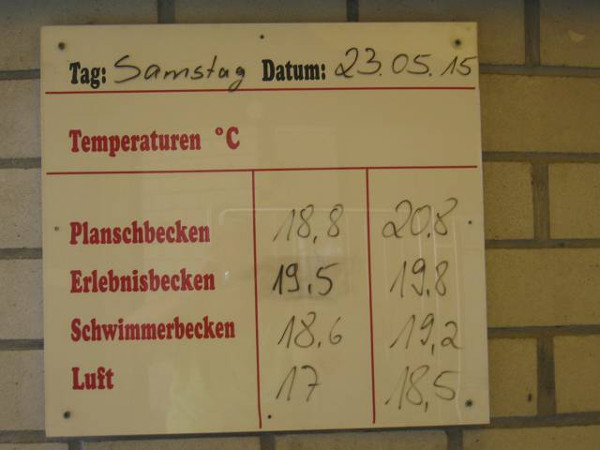 Tag: Samstag Datum: 23.05.15
Temperaturen °C
Planschbecken 18,8 20.8
Erlebnisbecken 19.5 19.8
Schwimmerbecken 18.6 19,2
Luft 17 18,5